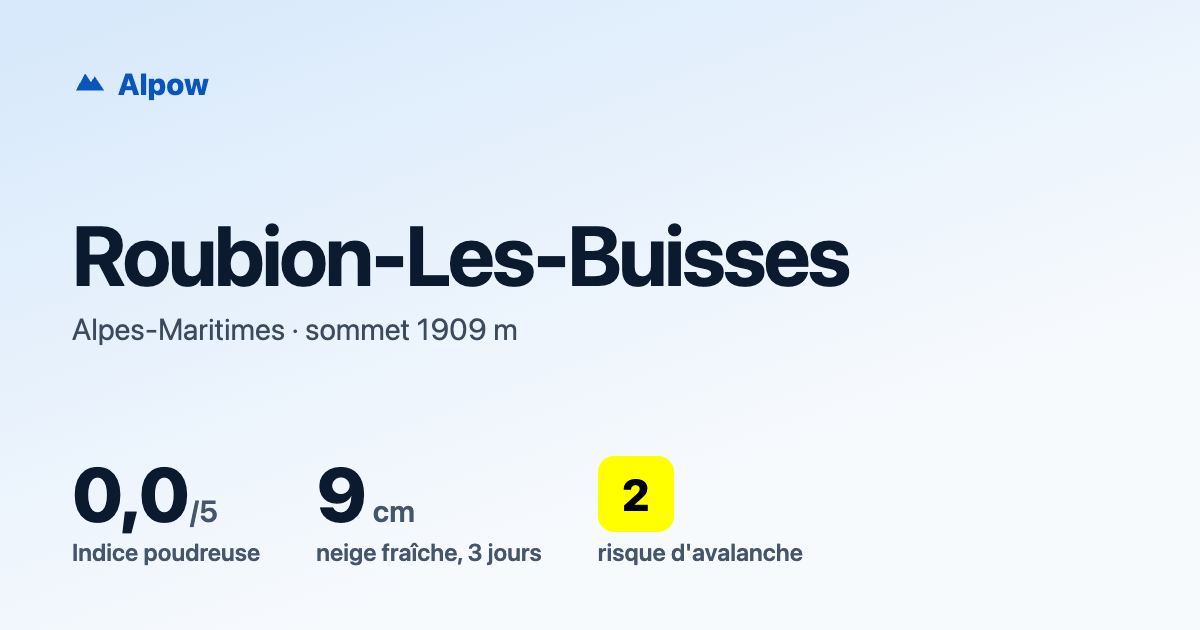 Alpow
Roubion-Les-Buisses
Alpes-Maritimes · sommet 1909 m
0,0/5
Indice poudreuse
9 cm
neige fraîche, 3 jours
2
risque d'avalanche